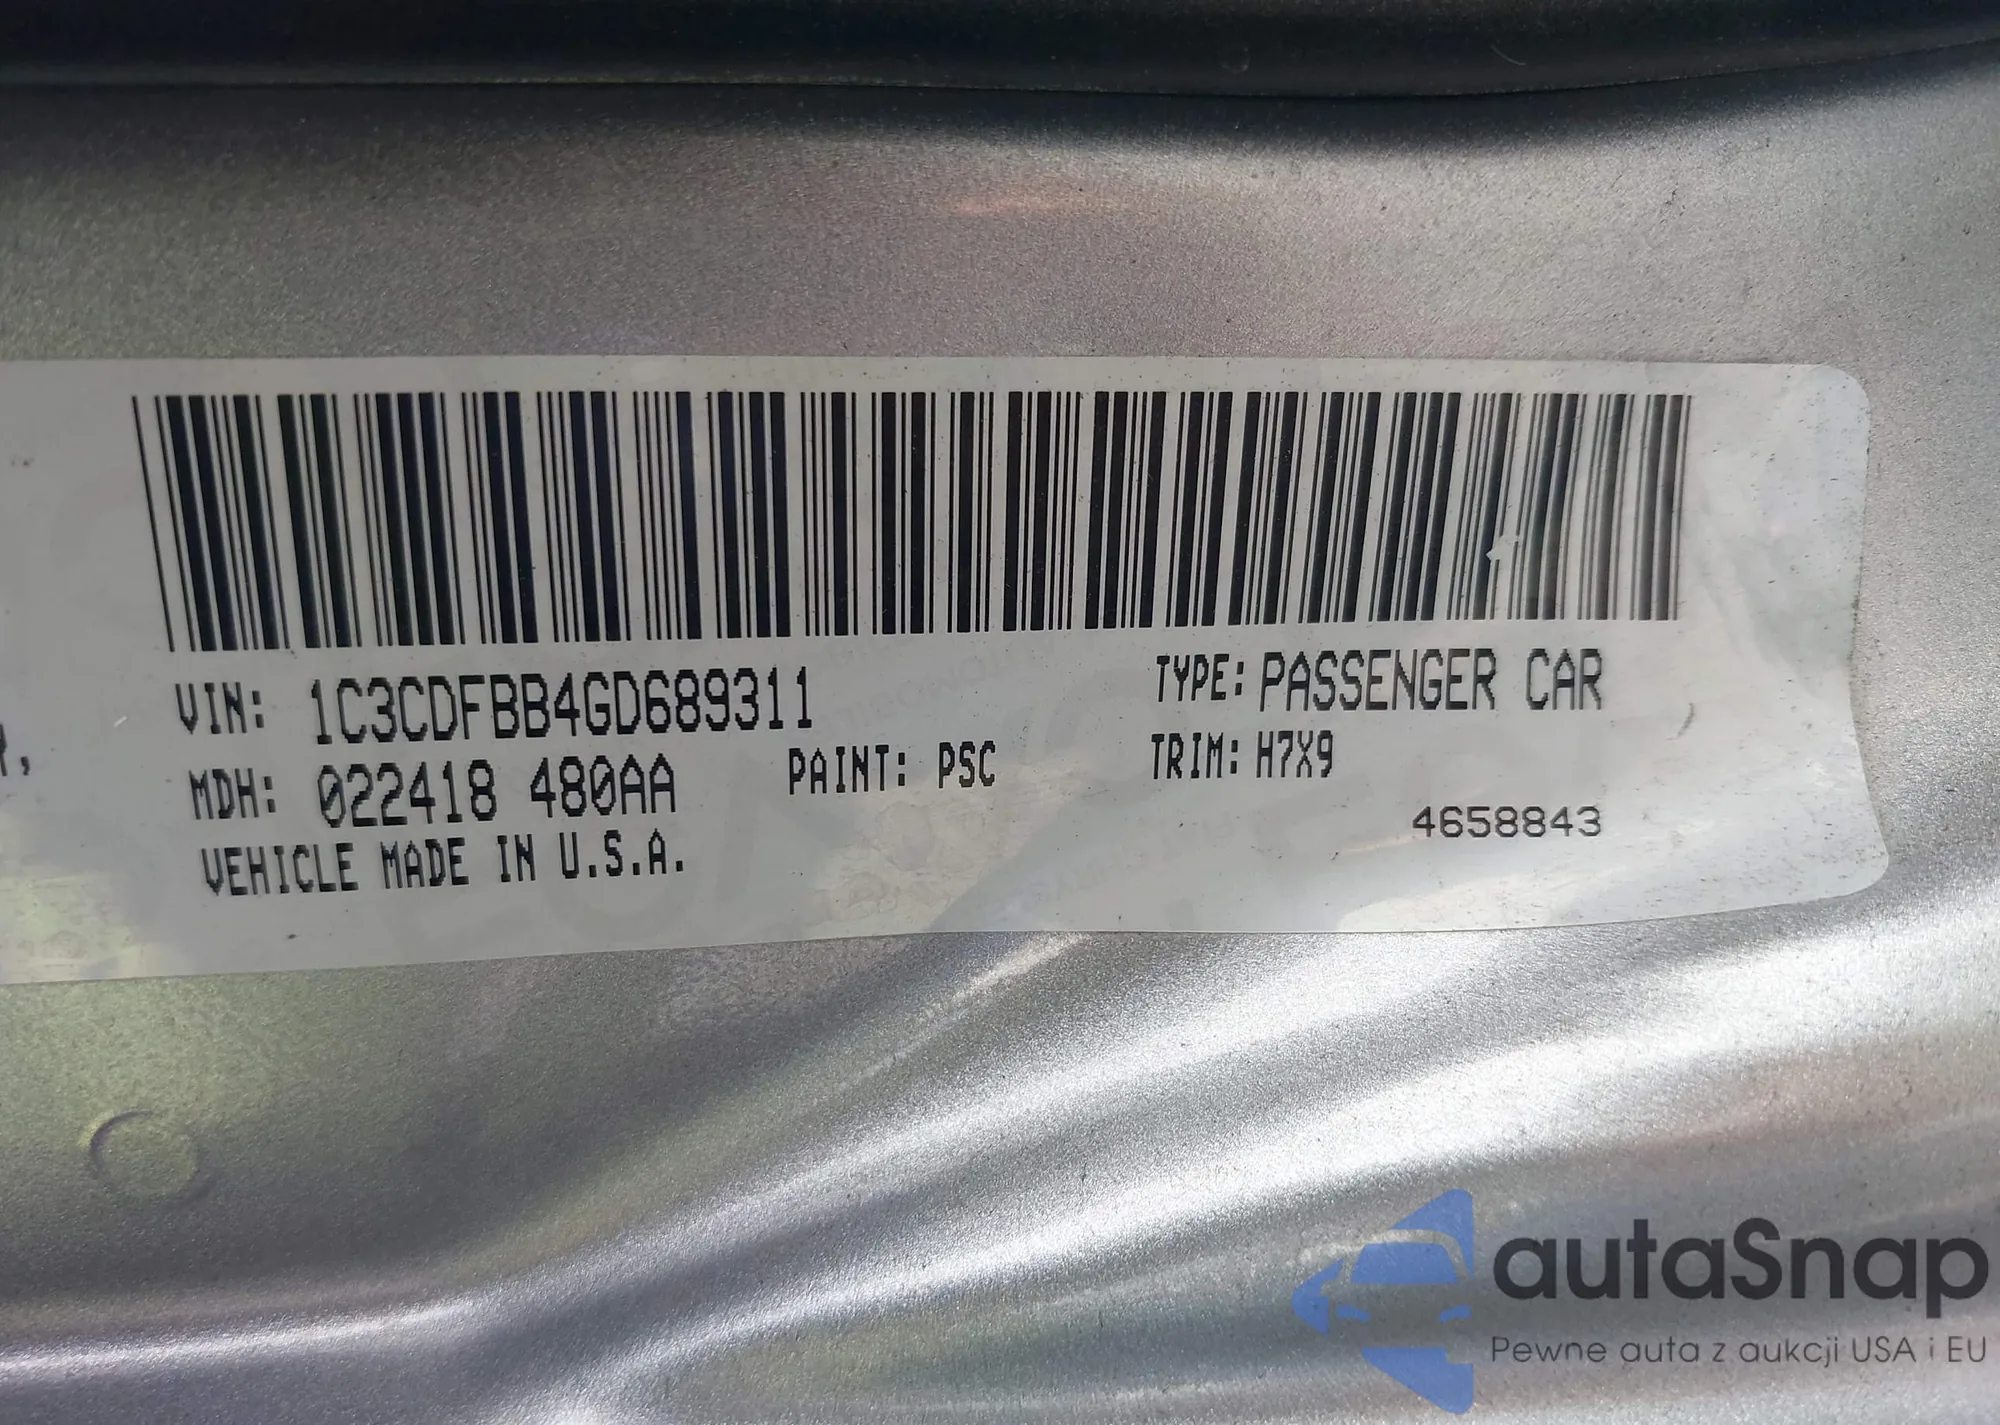 VIN: 1C3CDFBB4GD689311
TYPE: PASSENGER CAR
MDH: 022418 480AA
PAINT: PSC
TRIM: H7X9
VEHICLE MADE IN U.S.A.
4658843
autaSnap
Pewne auta z aukcji USA i EU